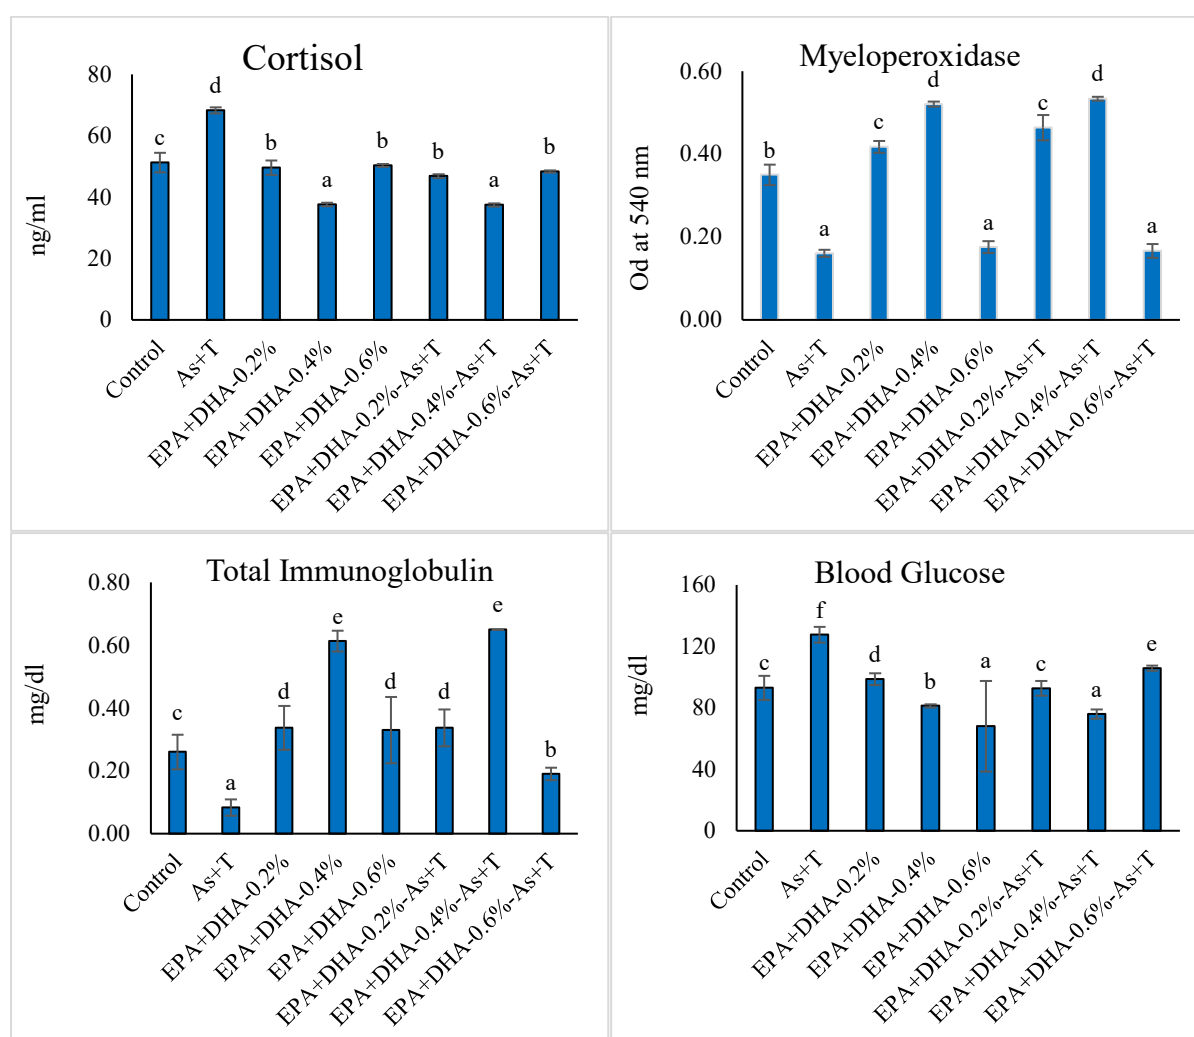 Cortisol
80
60
40
20
0
ng/ml
c
d
b
a
b
b
a
b
Control
As+T
EPA+DHA-0.2%
EPA+DHA-0.4%
EPA+DHA-0.6%
EPA+DHA-0.2%-As+T
EPA+DHA-0.4%-As+T
EPA+DHA-0.6%-As+T
Myeloperoxidase
0.60
0.40
0.20
0.00
Od at 540 nm
b
a
c
d
a
c
d
a
Control
As+T
EPA+DHA-0.2%
EPA+DHA-0.4%
EPA+DHA-0.6%
EPA+DHA-0.2%-As+T
EPA+DHA-0.4%-As+T
EPA+DHA-0.6%-As+T
Total Immunoglobulin
0.80
0.60
0.40
0.20
0.00
mg/dl
c
a
d
e
d
d
e
b
Control
As+T
EPA+DHA-0.2%
EPA+DHA-0.4%
EPA+DHA-0.6%
EPA+DHA-0.2%-As+T
EPA+DHA-0.4%-As+T
EPA+DHA-0.6%-As+T
Blood Glucose
160
120
80
40
0
mg/dl
c
f
d
b
a
c
a
e
Control
As+T
EPA+DHA-0.2%
EPA+DHA-0.4%
EPA+DHA-0.6%
EPA+DHA-0.2%-As+T
EPA+DHA-0.4%-As+T
EPA+DHA-0.6%-As+T